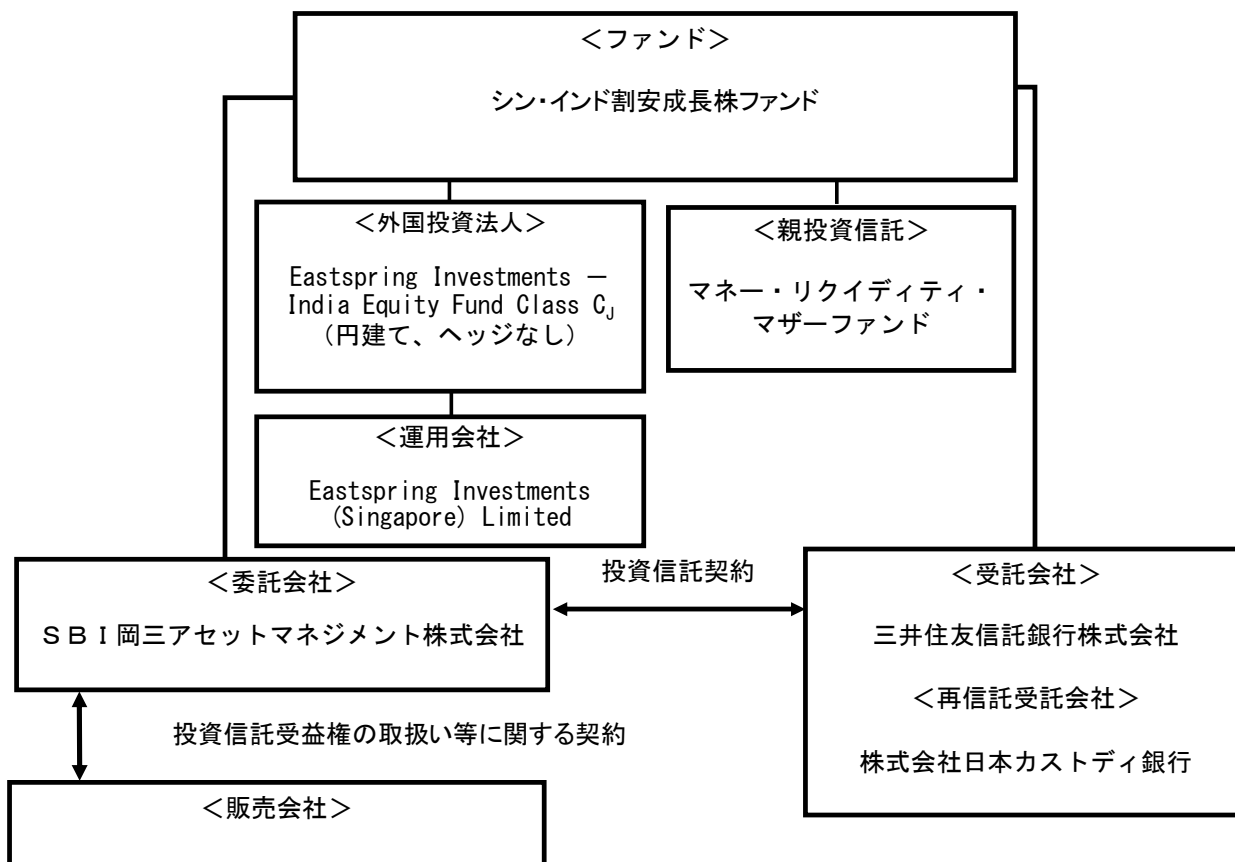 ＜ファンド＞
シン・インド割安成長株ファンド
＜外国投資法人＞
Eastspring Investments －
India Equity Fund Class CJ
（円建て、ヘッジなし）
＜親投資信託＞
マネー・リクイディティ・
マザーファンド
＜運用会社＞
Eastspring Investments
(Singapore) Limited
＜委託会社＞
ＳＢＩ岡三アセットマネジメント株式会社
投資信託契約
＜受託会社＞
三井住友信託銀行株式会社
＜再信託受託会社＞
株式会社日本カストディ銀行
投資信託受益権の取扱い等に関する契約
＜販売会社＞